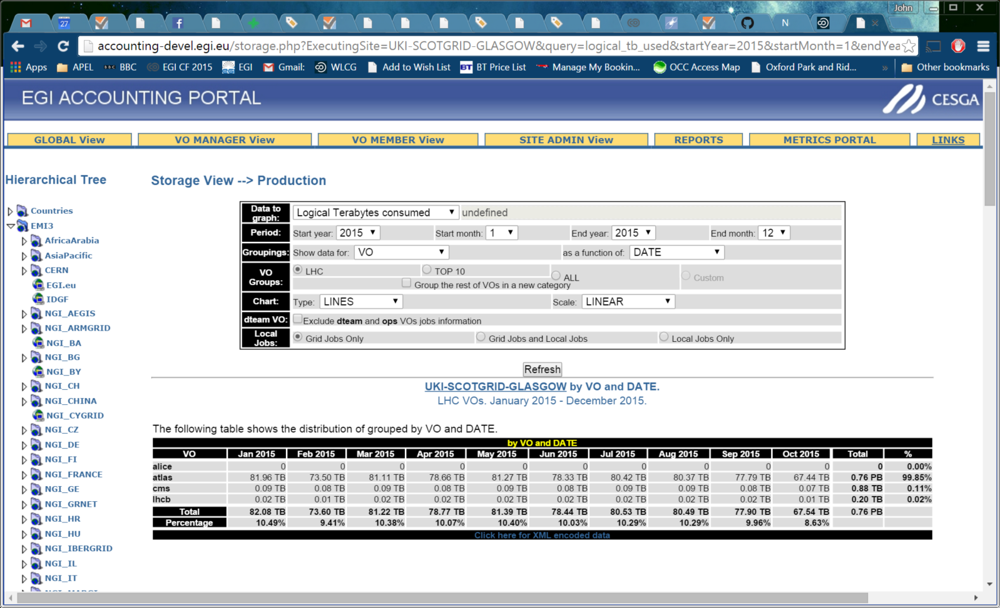 John
27
N
accounting-devel.egi.eu/storage.php?ExecutingSite=UKI-SCOTGRID-GLASGOW&query=logical_tb_used&startYear=2015&startMonth=1&endYea
Apps APEL BBC BBC EGI CF 2015 EGI Gmail: WLCG Add to Wish List BT BT Price List Manage My Bookin... OCC Access Map Oxford Park and Rid... » Other bookmarks
EGI ACCOUNTING PORTAL CESGA
GLOBAL View VO MANAGER View VO MEMBER View SITE ADMIN View REPORTS METRICS PORTAL LINKS
Hierarchical Tree
Countries
EMI3
AfricaArabia
AsiaPacific
CERN
EGI.eu
IDGF
NGI_AEGIS
NGI_ARMGRID
NGI_BA
NGI_BG
NGI_BY
NGI_CH
NGI_CHINA
NGI_CYGRID
NGI_CZ
NGI_DE
NGI_FI
NGI_FRANCE
NGI_GE
NGI_GRNET
NGI_HR
NGI_HU
NGI_IBERGRID
NGI_IL
NGI_IT
Storage View --> Production
Data to graph: Logical Terabytes consumed undefined
Period: Start year: 2015 Start month: 1 End year: 2015 End month: 12
Groupings: Show data for: VO as a function of: DATE
VO Groups: LHC TOP 10 ALL Custom
Group the rest of VOs in a new category
Chart: Type: LINES Scale: LINEAR
dteam VO: Exclude dteam and ops VOs jobs information
Local Jobs: Grid Jobs Only Grid Jobs and Local Jobs Local Jobs Only
Refresh
UKI-SCOTGRID-GLASGOW by VO and DATE.
LHC VOs. January 2015 - December 2015.
The following table shows the distribution of grouped by VO and DATE.
by VO and DATE
VO Jan 2015 Feb 2015 Mar 2015 Apr 2015 May 2015 Jun 2015 Jul 2015 Aug 2015 Sep 2015 Oct 2015 Total %
alice 0 0 0 0 0 0 0 0 0 0 0 0.00%
atlas 81.96 TB 73.50 TB 81.11 TB 78.66 TB 81.27 TB 78.33 TB 80.42 TB 80.37 TB 77.79 TB 67.44 TB 0.76 PB 99.85%
cms 0.09 TB 0.08 TB 0.09 TB 0.08 TB 0.09 TB 0.08 TB 0.09 TB 0.09 TB 0.08 TB 0.07 TB 0.88 TB 0.11%
lhcb 0.02 TB 0.01 TB 0.02 TB 0.02 TB 0.02 TB 0.02 TB 0.02 TB 0.02 TB 0.02 TB 0.01 TB 0.20 TB 0.02%
Total 82.08 TB 73.60 TB 81.22 TB 78.77 TB 81.39 TB 78.44 TB 80.53 TB 80.49 TB 77.90 TB 67.54 TB 0.76 PB
Percentage 10.49% 9.41% 10.38% 10.07% 10.40% 10.03% 10.29% 10.29% 9.96% 8.63%
Click here for XML encoded data